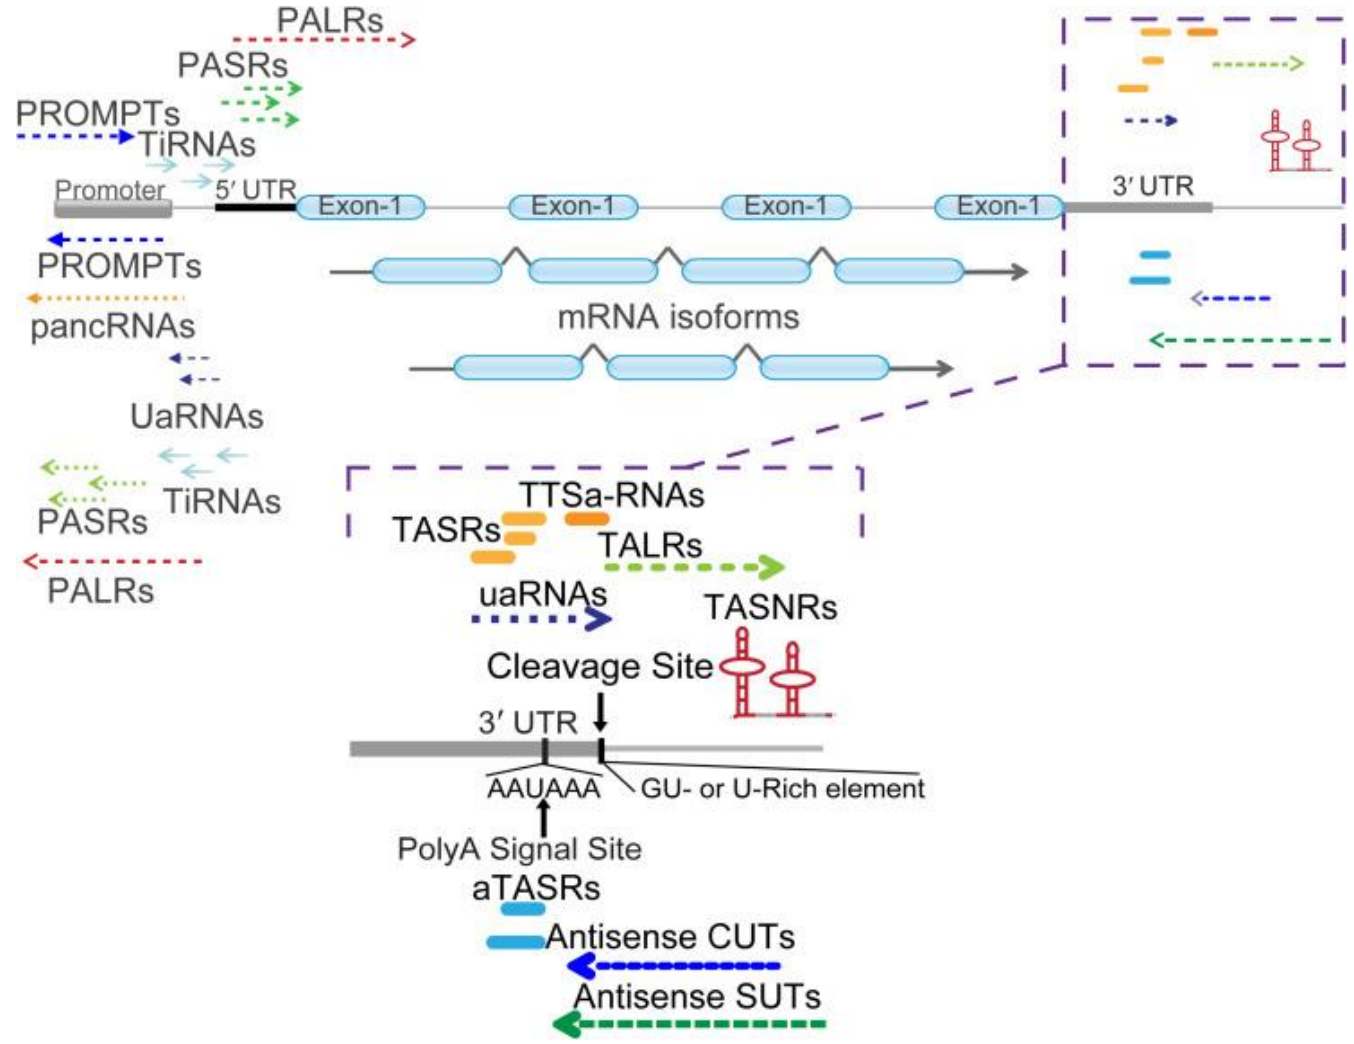 PALRs
PASRs
PROMPTs
TiRNAs
Promoter
5′ UTR
Exon-1
Exon-1
Exon-1
Exon-1
3′ UTR
PROMPTs
pancRNAs
mRNA isoforms
UaRNAs
TiRNAs
PASRs
PALRs
TTSa-RNAs
TASRs
TALRs
uaRNAs
TASNRs
Cleavage Site
3′ UTR
AAUAAA
GU- or U-Rich element
PolyA Signal Site
aTASRs
Antisense CUTs
Antisense SUTs